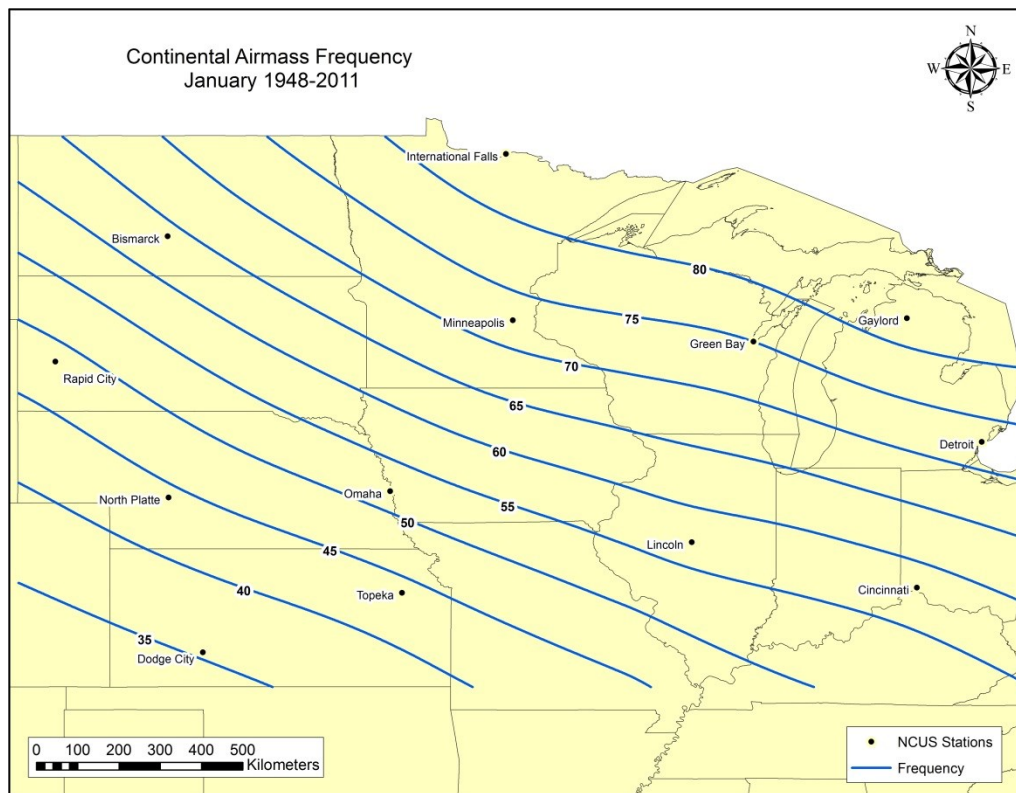 Continental Airmass Frequency
January 1948-2011
N
W
E
S
International Falls
Bismarck
80
Minneapolis
75
Gaylord
Green Bay
70
Rapid City
65
Detroit
60
North Platte
Omaha
55
50
45
Lincoln
40
Topeka
Cincinnati
35
Dodge City
0 100 200 300 400 500
Kilometers
NCUS Stations
Frequency